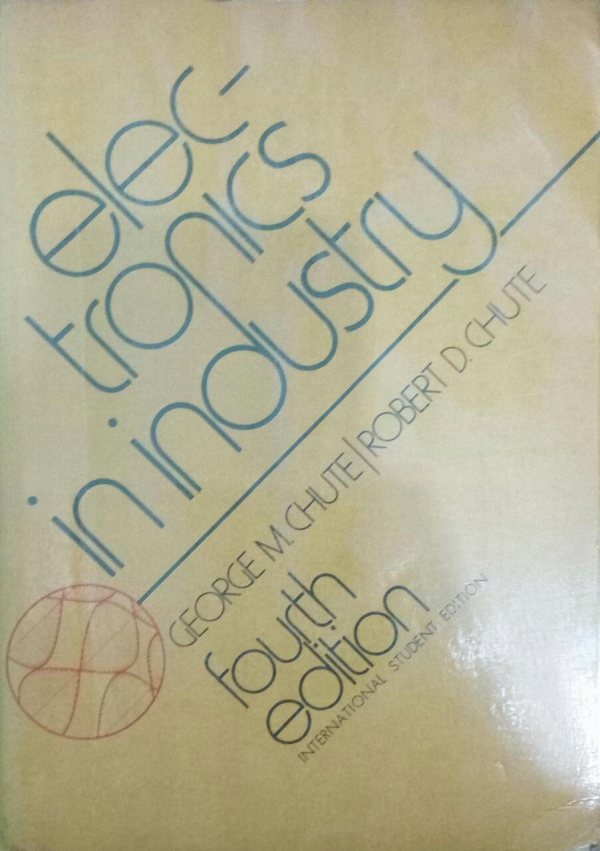 elec-
tronics
in industry
GEORGE M. CHUTE|ROBERT D. CHUTE
fourth
edition
INTERNATIONAL STUDENT EDITION